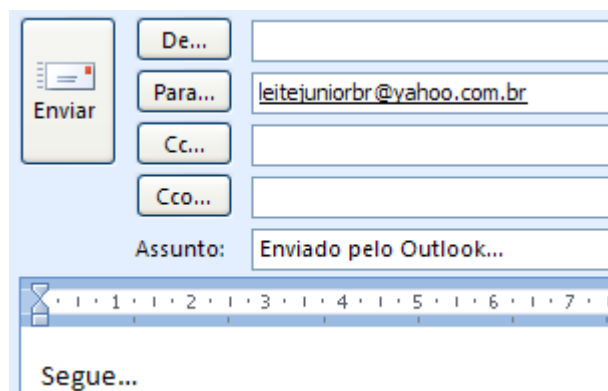 De...
Enviar
Para... leitejuniorbr@yahoo.com.br
Cc...
Cco...
Assunto: Enviado pelo Outlook...
1 2 3 4 5 6 7
Segue...